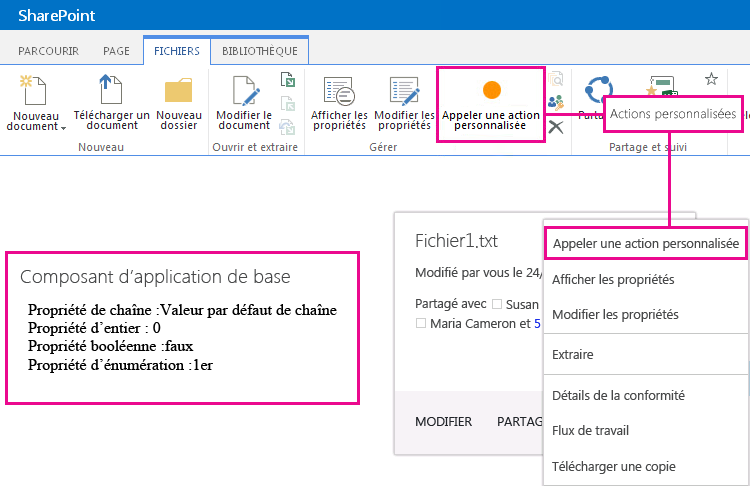 SharePoint
PARCOURIR PAGE FICHIERS BIBLIOTHÈQUE
Nouveau document
Télécharger un document
Nouveau dossier
Modifier le document
Afficher les propriétés
Modifier les propriétés
Appeler une action personnalisée
Actions personnalisées
Nouveau
Ouvrir et extraire
Gérer
Partage et suivi
Composant d’application de base
Propriété de chaîne :Valeur par défaut de chaîne
Propriété d’entier : 0
Propriété booléenne :faux
Propriété d’énumération :1er
Fichier1.txt
Modifié par vous le 24/
Partagé avec Susan
Maria Cameron et 5
MODIFIER PARTAG
Appeler une action personnalisée
Afficher les propriétés
Modifier les propriétés
Extraire
Détails de la conformité
Flux de travail
Télécharger une copie